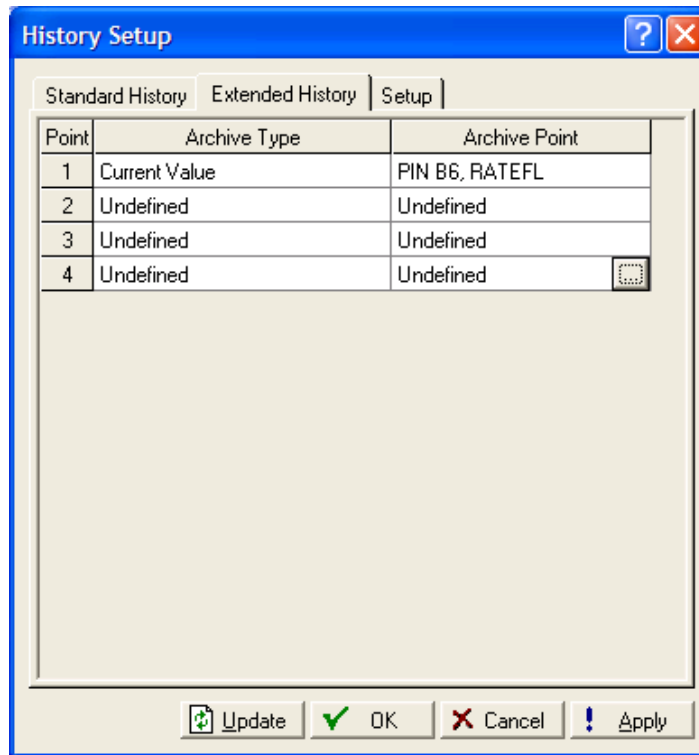 History Setup
Standard History Extended History Setup
Point Archive Type Archive Point
1 Current Value PIN B6, RATEFL
2 Undefined Undefined
3 Undefined Undefined
4 Undefined Undefined ...
Update OK Cancel ! Apply